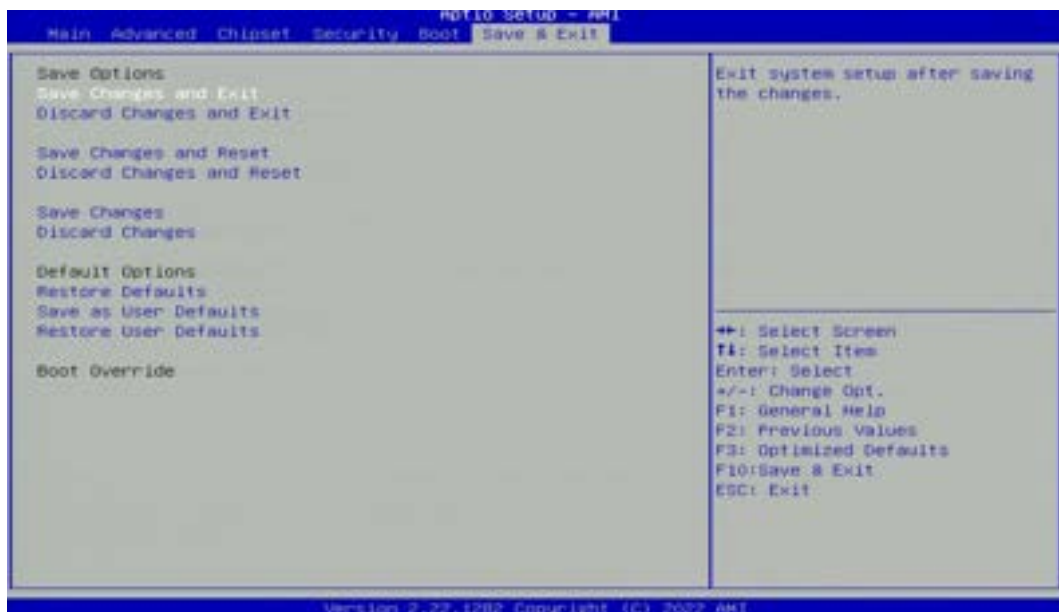 Aptio Setup - AMI
Main Advanced Chipset Security Boot Save & Exit
Save Options
Save Changes and Exit
Discard Changes and Exit
Save Changes and Reset
Discard Changes and Reset
Save Changes
Discard Changes
Default Options
Restore Defaults
Save as User Defaults
Restore User Defaults
Boot Override
Exit system setup after saving
the changes.
→←: Select Screen
↑↓: Select Item
Enter: Select
+/-: Change Opt.
F1: General Help
F2: Previous Values
F3: Optimized Defaults
F10:Save & Exit
ESC: Exit
Version 2.22.1282 Copyright (C) 2022 AMI